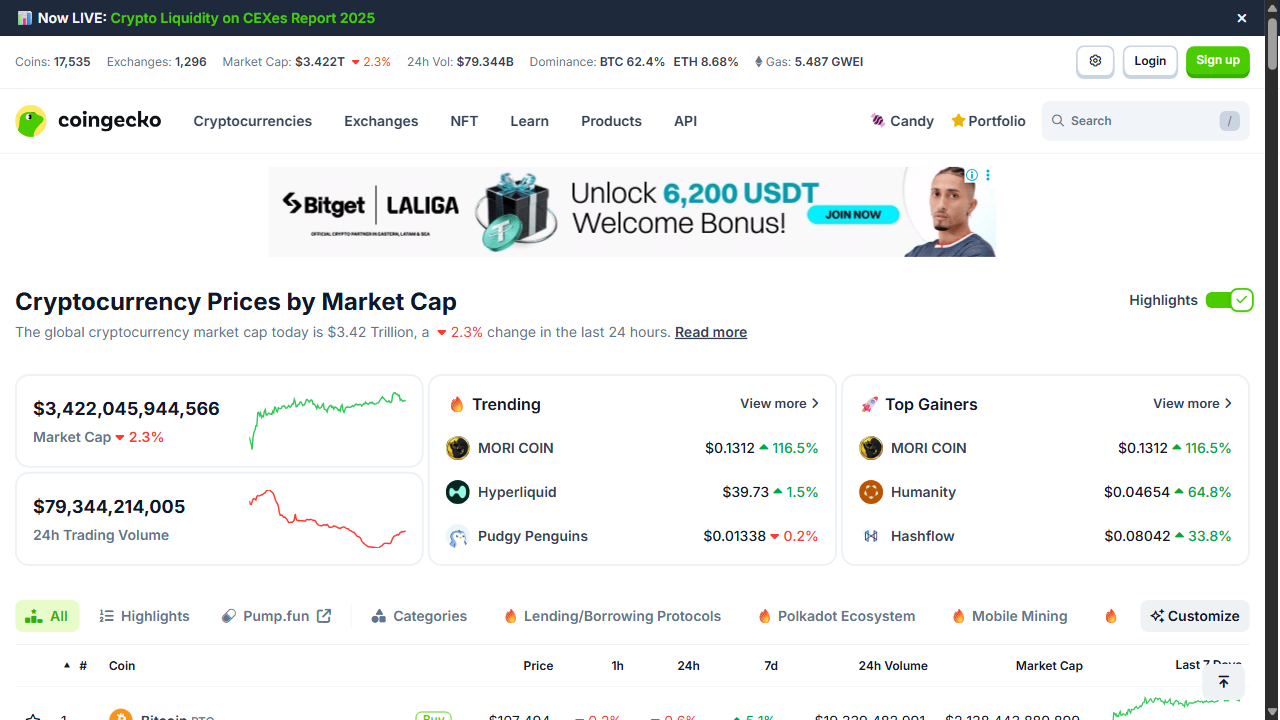 Now LIVE: Crypto Liquidity on CEXes Report 2025
Coins: 17,535 Exchanges: 1,296 Market Cap: $3.422T 2.3% 24h Vol: $79.344B Dominance: BTC 62.4% ETH 8.68% Gas: 5.487 GWEI Login Sign up
coingecko Cryptocurrencies Exchanges NFT Learn Products API Candy Portfolio Search /
Bitget LALIGA
OFFICIAL CRYPTO PARTNER IN EASTERN, LATAM & SEA
Unlock 6,200 USDT
Welcome Bonus!
JOIN NOW
Cryptocurrency Prices by Market Cap
Highlights
The global cryptocurrency market cap today is $3.42 Trillion, a 2.3% change in the last 24 hours. Read more
$3,422,045,944,566
Market Cap 2.3%
$79,344,214,005
24h Trading Volume
Trending View more
MORI COIN $0.1312 116.5%
Hyperliquid $39.73 1.5%
Pudgy Penguins $0.01338 0.2%
Top Gainers View more
MORI COIN $0.1312 116.5%
Humanity $0.04654 64.8%
Hashflow $0.08042 33.8%
All Highlights Pump.fun Categories Lending/Borrowing Protocols Polkadot Ecosystem Mobile Mining Customize
# Coin Price 1h 24h 7d 24h Volume Market Cap Last 7 Days
1 Bitcoin BTC Buy $107,494 0.2% 0.6% 5.1%